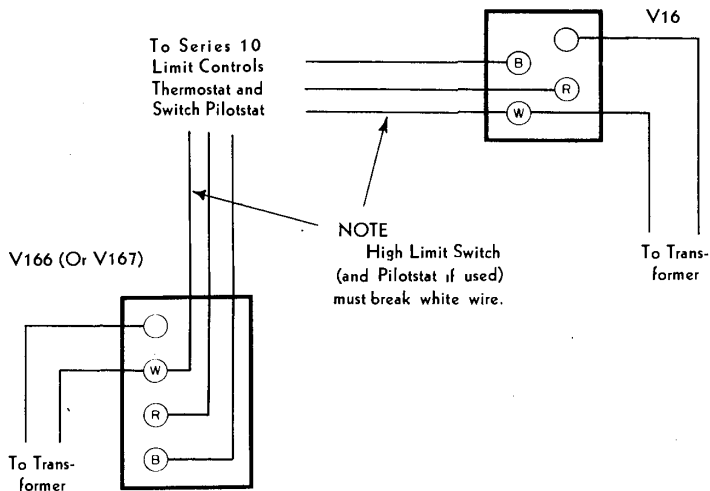 V16
To Series 10
Limit Controls
Thermostat and
Switch Pilotstat
B
R
W
NOTE
High Limit Switch
(and Pilotstat if used)
must break white wire.
To Trans-
former
V166 (Or V167)
W
R
B
To Trans-
former